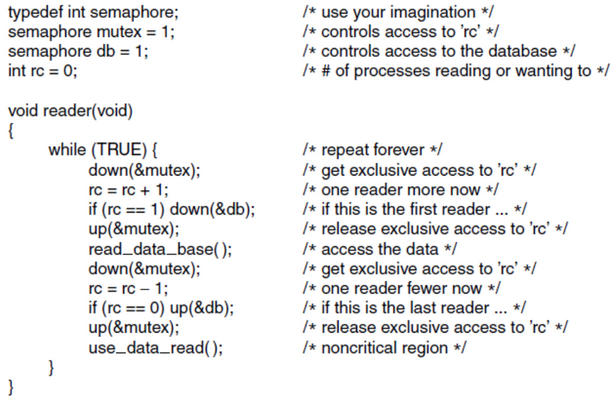 typedef int semaphore; /* use your imagination */
semaphore mutex = 1; /* controls access to ’rc’ */
semaphore db = 1; /* controls access to the database */
int rc = 0; /* # of processes reading or wanting to */

void reader(void)
{
while (TRUE) { /* repeat forever */
down(&mutex); /* get exclusive access to ’rc’ */
rc = rc + 1; /* one reader more now */
if (rc == 1) down(&db); /* if this is the first reader ... */
up(&mutex); /* release exclusive access to ’rc’ */
read_data_base( ); /* access the data */
down(&mutex); /* get exclusive access to ’rc’ */
rc = rc − 1; /* one reader fewer now */
if (rc == 0) up(&db); /* if this is the last reader ... */
up(&mutex); /* release exclusive access to ’rc’ */
use_data_read( ); /* noncritical region */
}
}